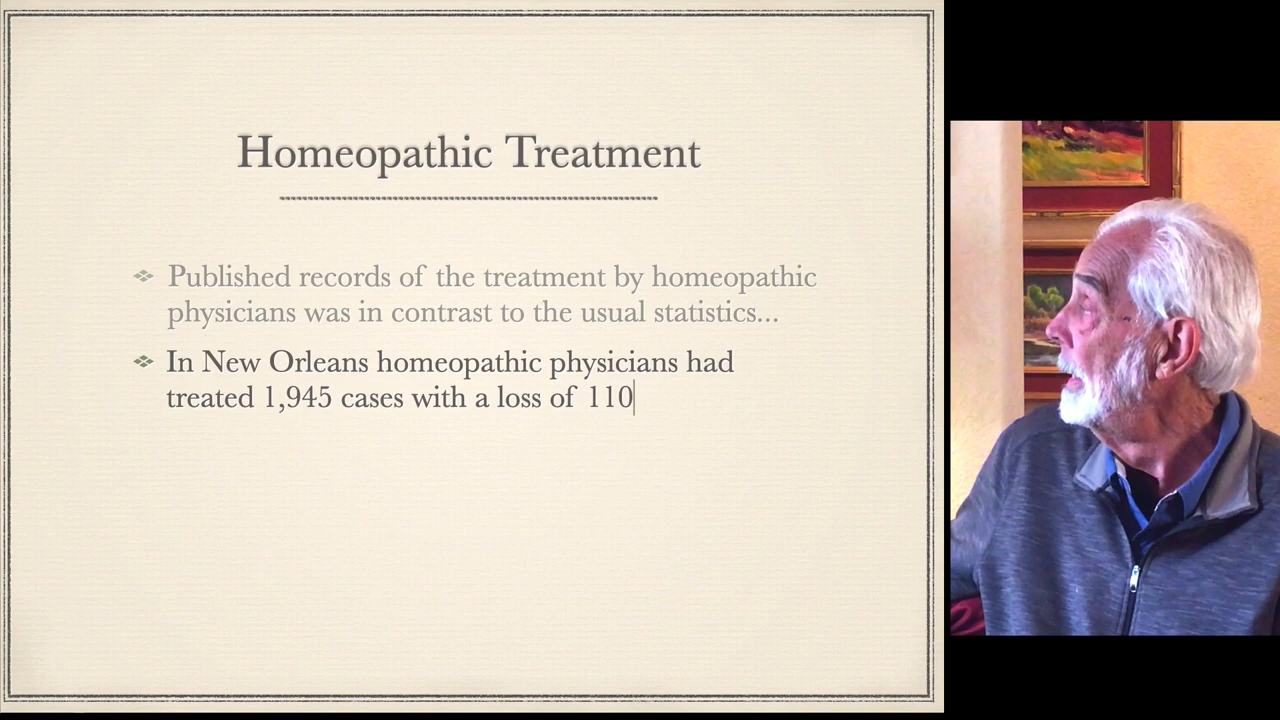 Homeopathic Treatment
Published records of the treatment by homeopathic
physicians was in contrast to the usual statistics...
In New Orleans homeopathic physicians had
treated 1,945 cases with a loss of 110